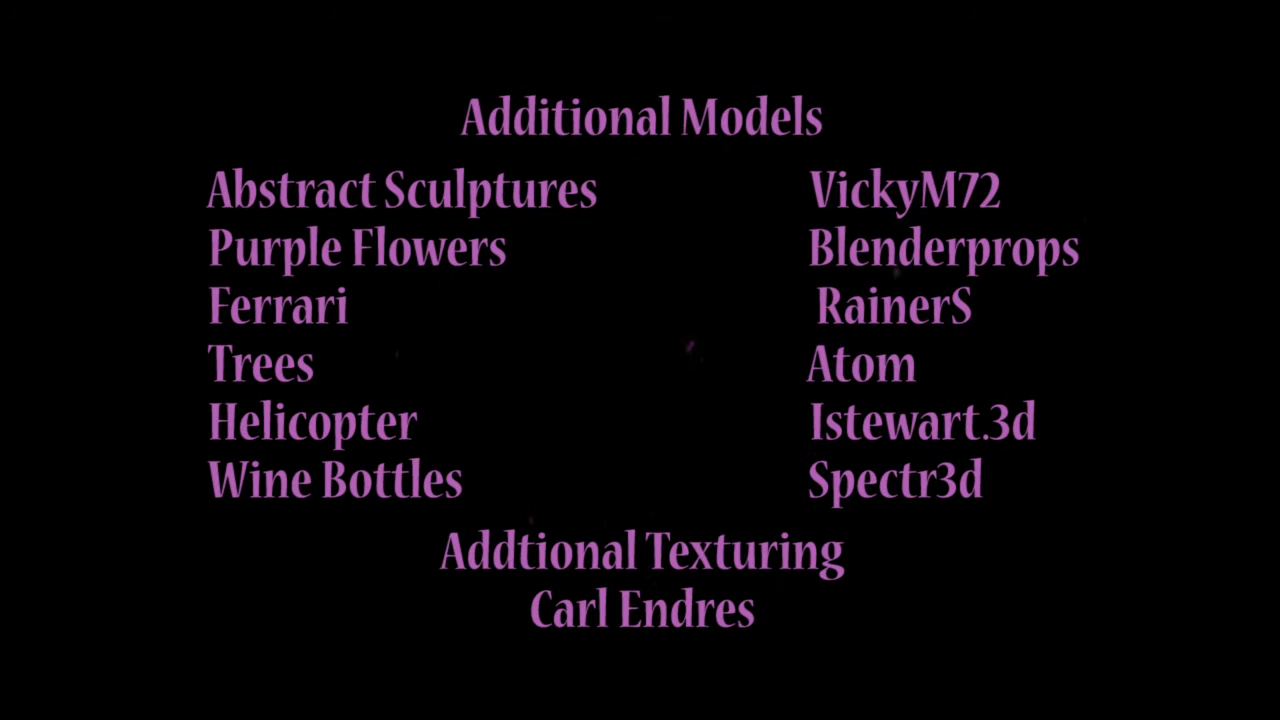 Additional Models
Abstract Sculptures VickyM72
Purple Flowers Blenderprops
Ferrari RainerS
Trees Atom
Helicopter Istewart.3d
Wine Bottles Spectr3d
Addtional Texturing
Carl Endres